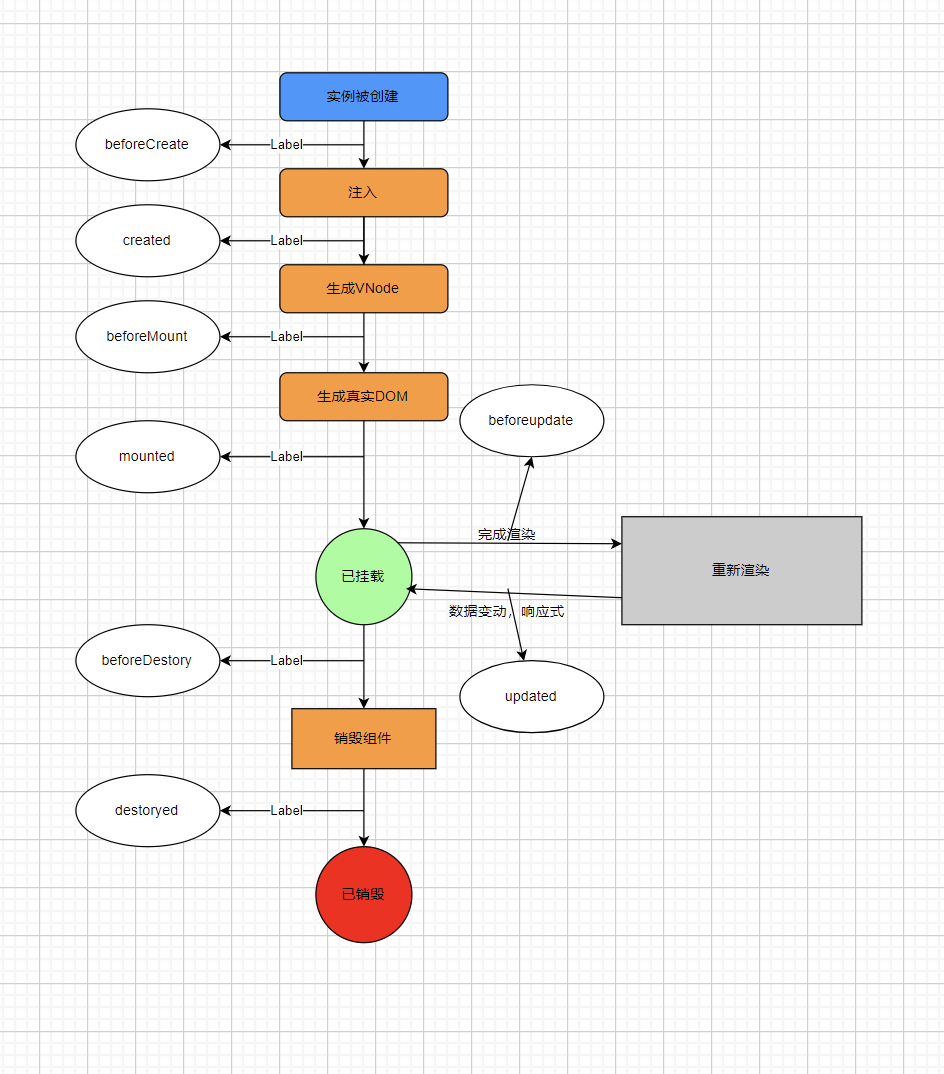 实例被创建
beforeCreate
Label
注入
created
Label
生成VNode
beforeMount
Label
生成真实DOM
beforeupdate
mounted
Label
完成渲染
已挂载
重新渲染
数据变动，响应式
beforeDestory
Label
updated
销毁组件
destoryed
Label
已销毁